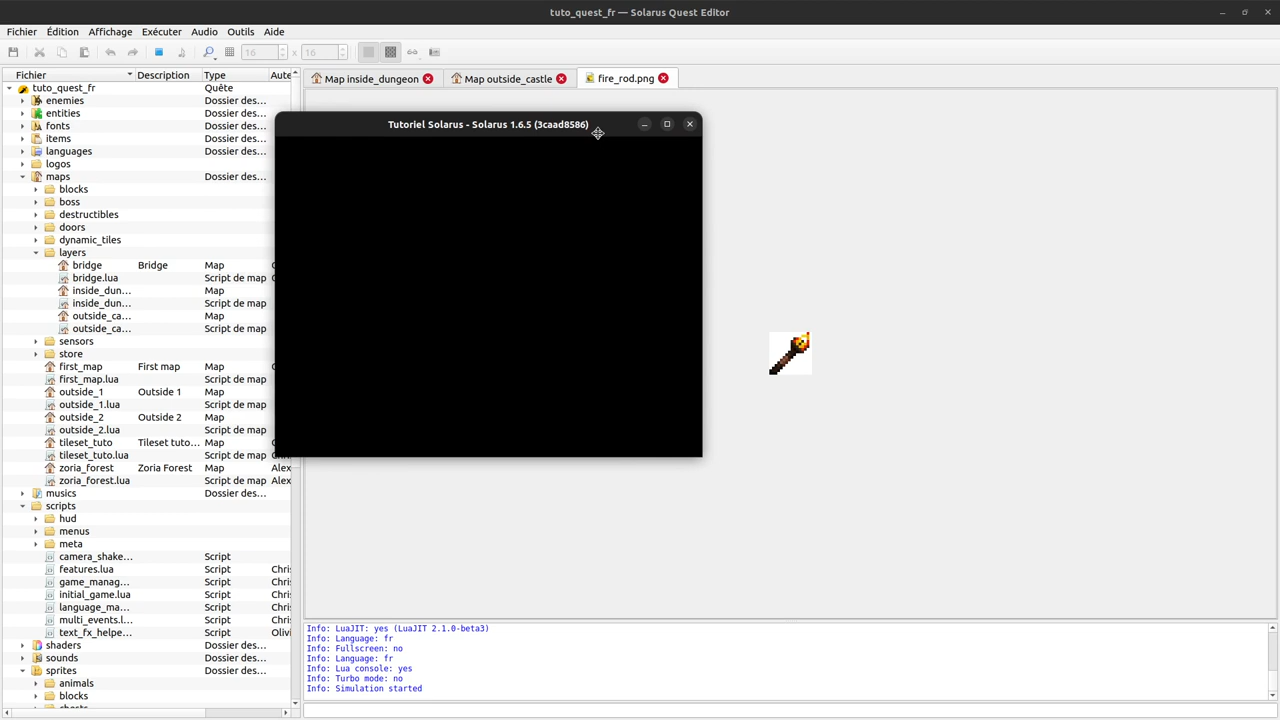 tuto_quest_fr — Solarus Quest Editor
Fichier Édition Affichage Exécuter Audio Outils Aide
16 x 16
Fichier Description Type Aute
Map inside_dungeon Map outside_castle fire_rod.png
tuto_quest_fr Quête
enemies Dossier des...
entities Dossier des...
fonts Dossier des...
items Dossier des...
languages Dossier des...
logos
maps Dossier des...
blocks
boss
destructibles
doors
dynamic_tiles
layers
bridge Bridge Map
bridge.lua Script de map
inside_dun... Map
inside_dun... Script de map
outside_ca... Map
outside_ca... Script de map
sensors
store
first_map First map Map
first_map.lua Script de map
outside_1 Outside 1 Map
outside_1.lua Script de map
outside_2 Outside 2 Map
outside_2.lua Script de map
tileset_tuto Tileset tuto... Map
tileset_tuto.lua Script de map
zoria_forest Zoria Forest Map Alex
zoria_forest.lua Script de map Alex
musics Dossier des...
scripts
hud
menus
meta
camera_shake... Script
features.lua Script Chris
game_manag... Script
initial_game.lua Script Chris
language_ma... Script
multi_events.l... Script Chris
text_fx_helpe... Script Olivi
shaders Dossier des...
sounds Dossier des...
sprites Dossier des...
animals
blocks
Tutoriel Solarus - Solarus 1.6.5 (3caad8586)
Info: LuaJIT: yes (LuaJIT 2.1.0-beta3)
Info: Language: fr
Info: Fullscreen: no
Info: Language: fr
Info: Lua console: yes
Info: Turbo mode: no
Info: Simulation started